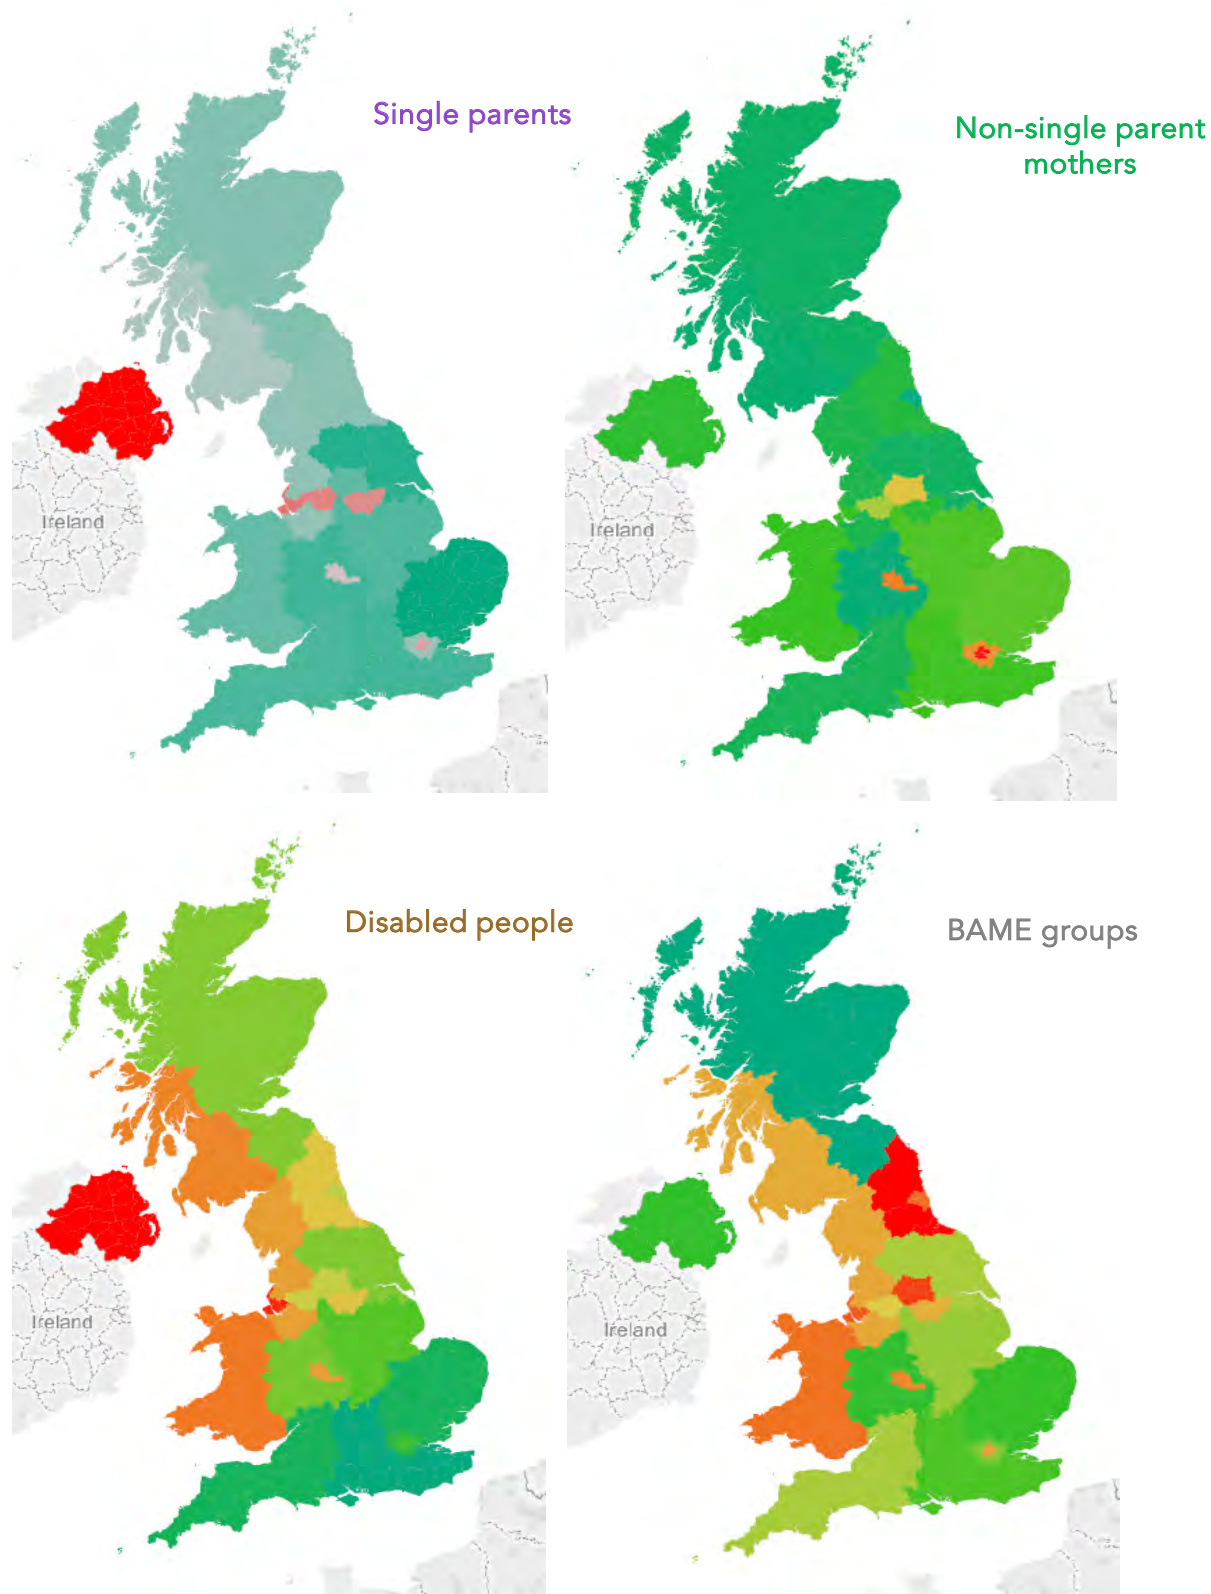 Single parents
Non-single parent
mothers
Ireland
Ireland
Disabled people
BAME groups
Ireland
Ireland